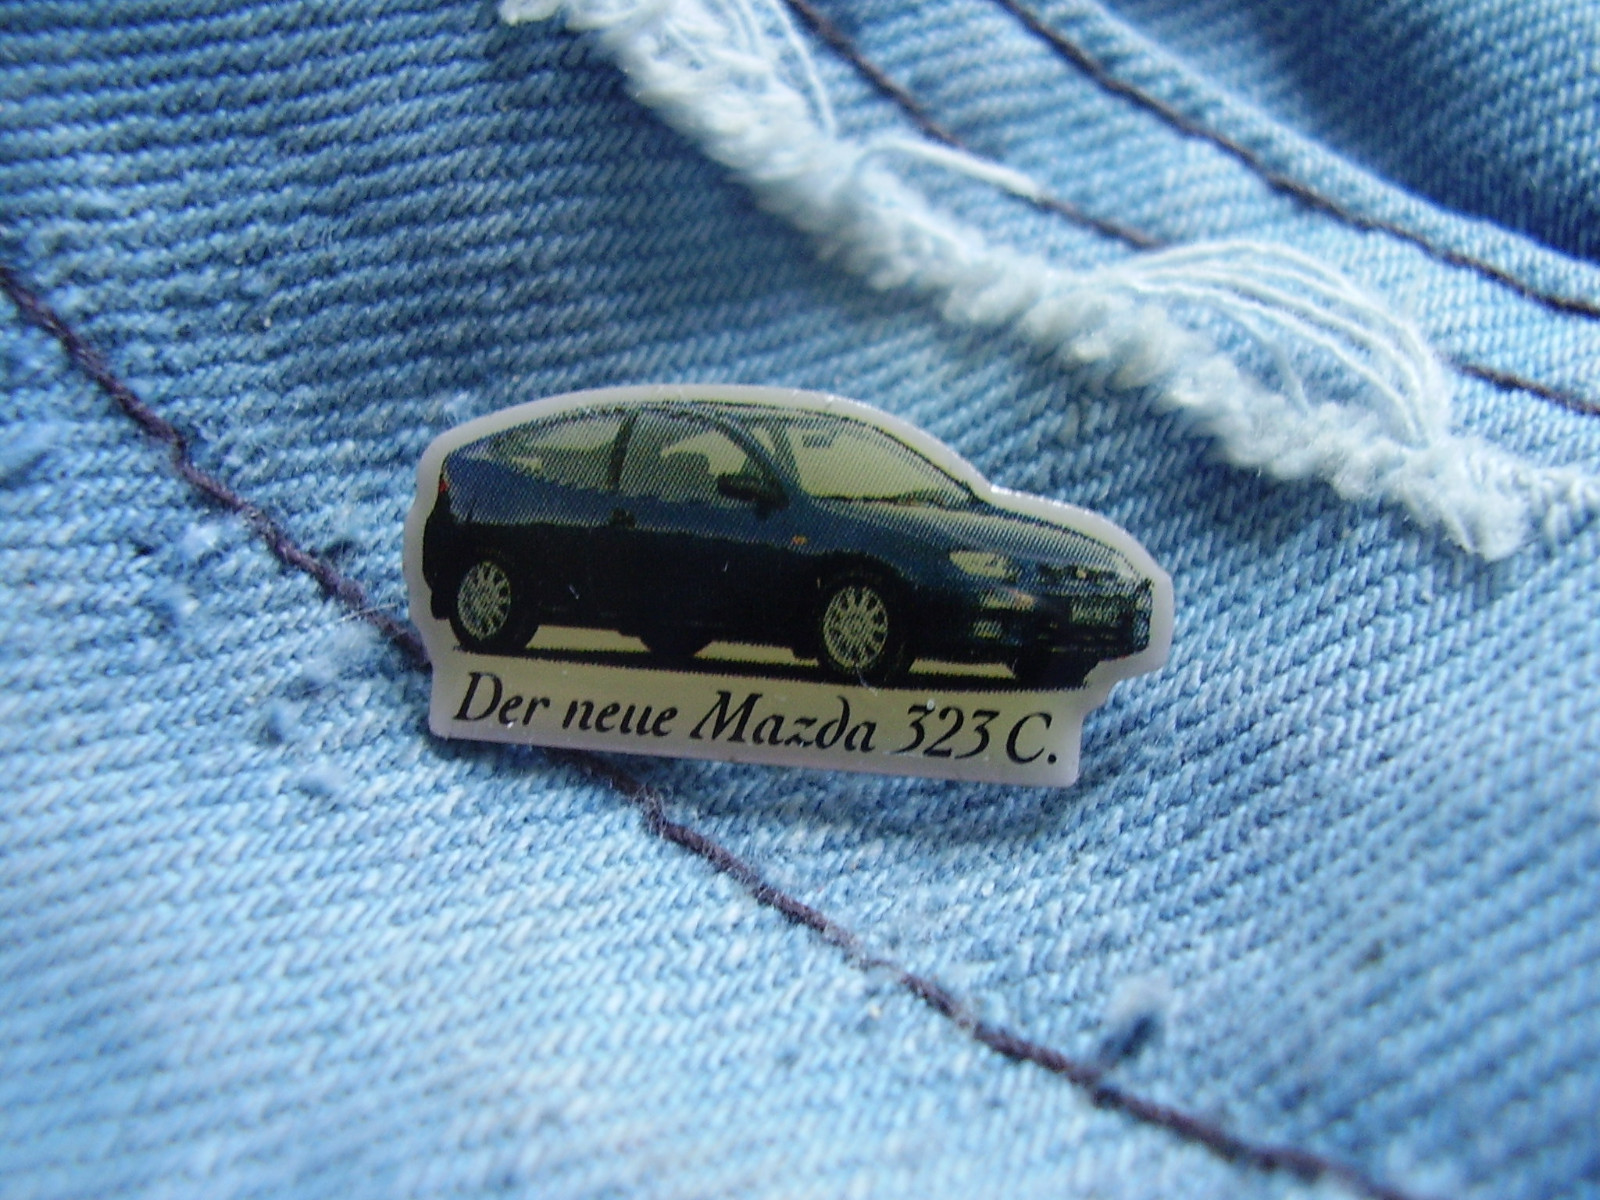 Der neue Mazda 323 C.